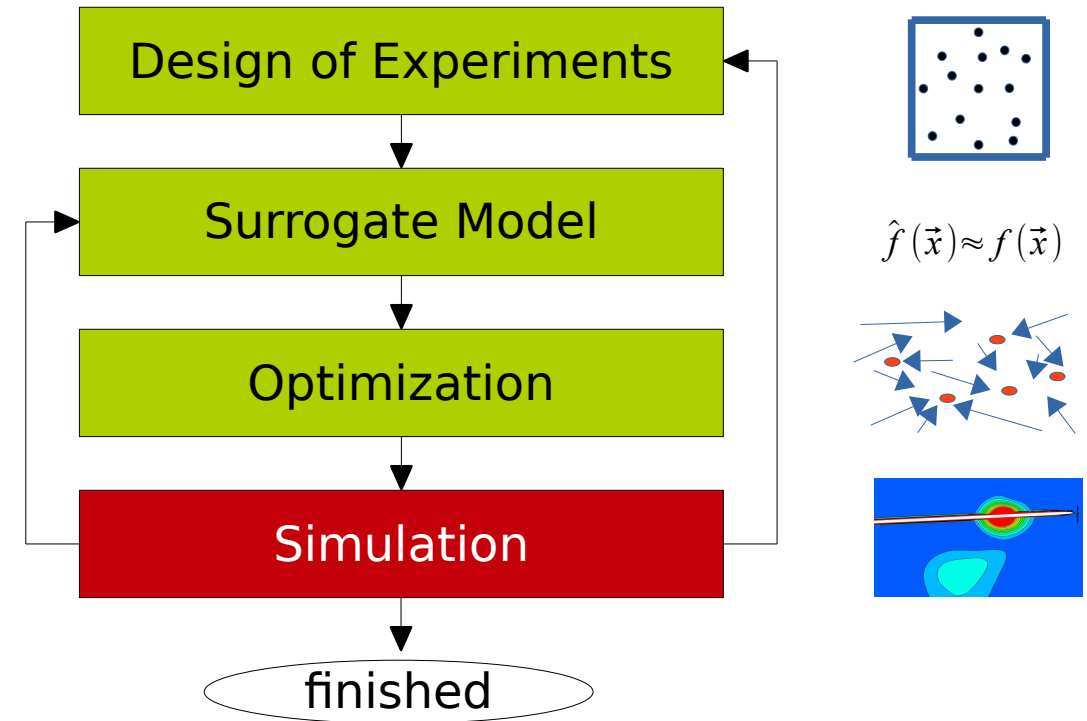 Design of Experiments
Surrogate Model
f̂(x⃗)≈f(x⃗)
Optimization
Simulation
finished